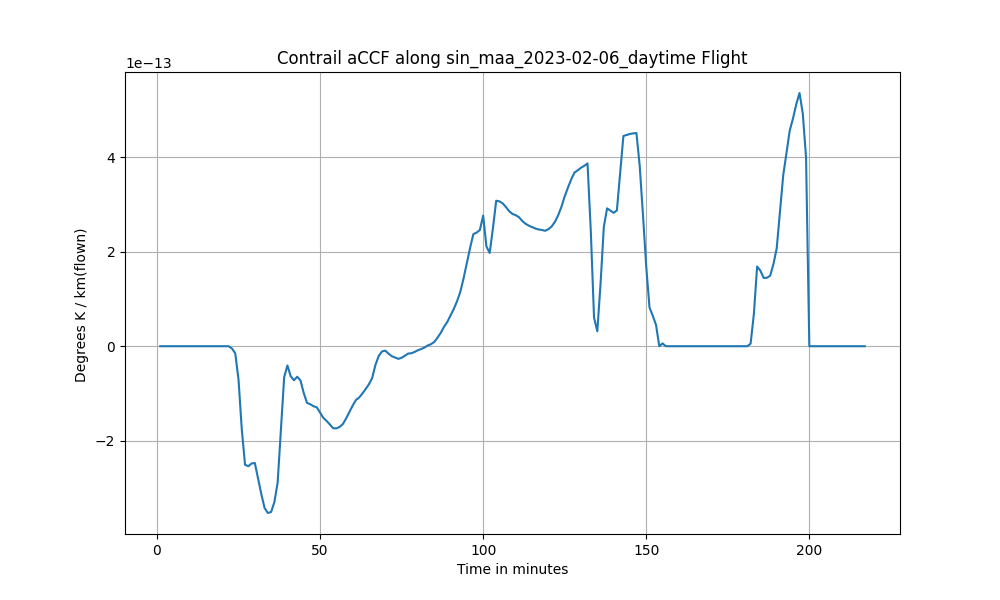 Contrail aCCF along sin_maa_2023-02-06_daytime Flight
1e−13
Degrees K / km(flown)
4
2
0
−2
0 50 100 150 200
Time in minutes